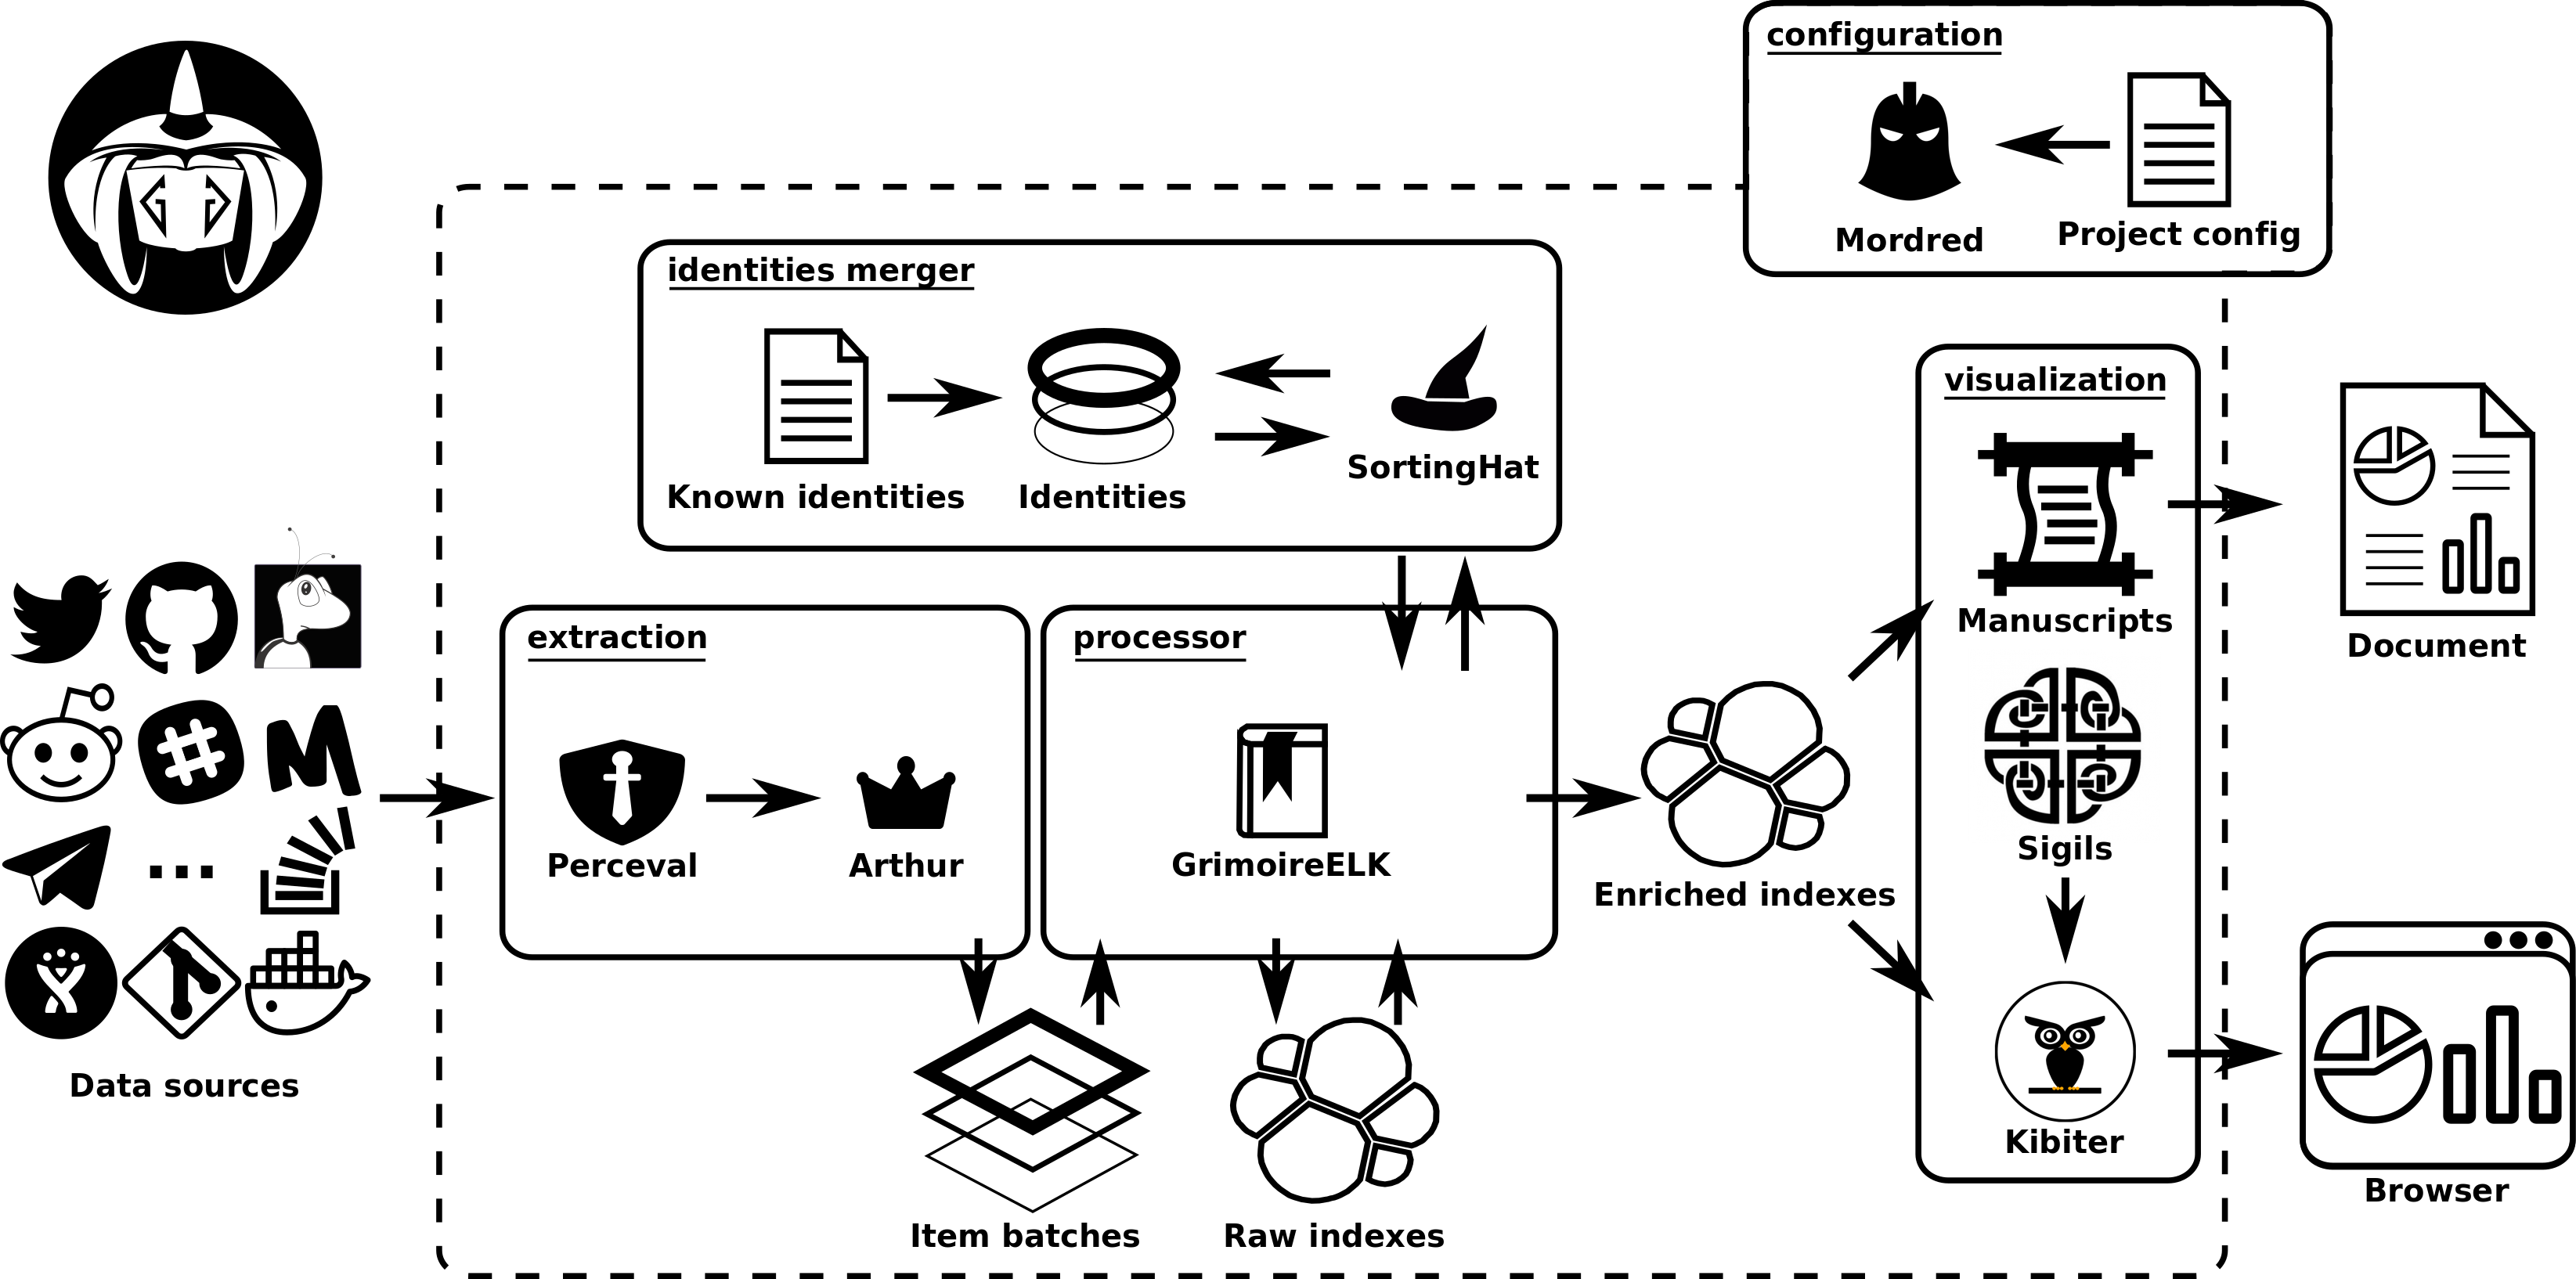 configuration
Mordred
Project config
identities merger
Known identities
Identities
SortingHat
visualization
Manuscripts
Document
extraction
processor
Perceval
Arthur
GrimoireELK
Enriched indexes
Sigils
Kibiter
Data sources
Item batches
Raw indexes
Browser